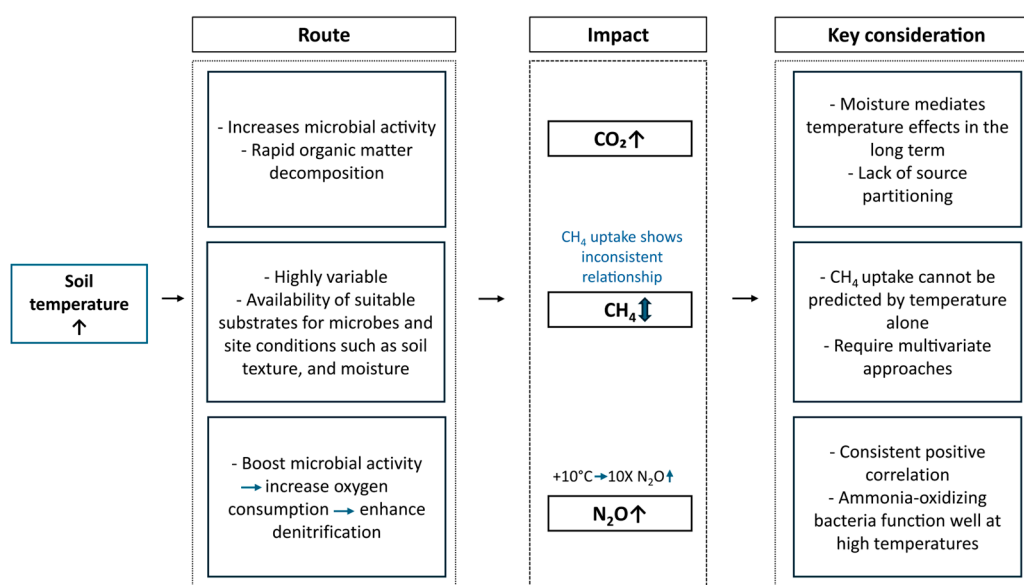 Route
Impact
Key consideration
Soil
temperature
↑
- Increases microbial activity
- Rapid organic matter
decomposition
CO₂↑
- Moisture mediates
temperature effects in the
long term
- Lack of source
partitioning
- Highly variable
- Availability of suitable
substrates for microbes and
site conditions such as soil
texture, and moisture
CH₄ uptake shows
inconsistent
relationship
CH₄⇕
- CH₄ uptake cannot be
predicted by temperature
alone
- Require multivariate
approaches
- Boost microbial activity
→ increase oxygen
consumption → enhance
denitrification
+10°C→10X N₂O↑
N₂O↑
- Consistent positive
correlation
- Ammonia-oxidizing
bacteria function well at
high temperatures